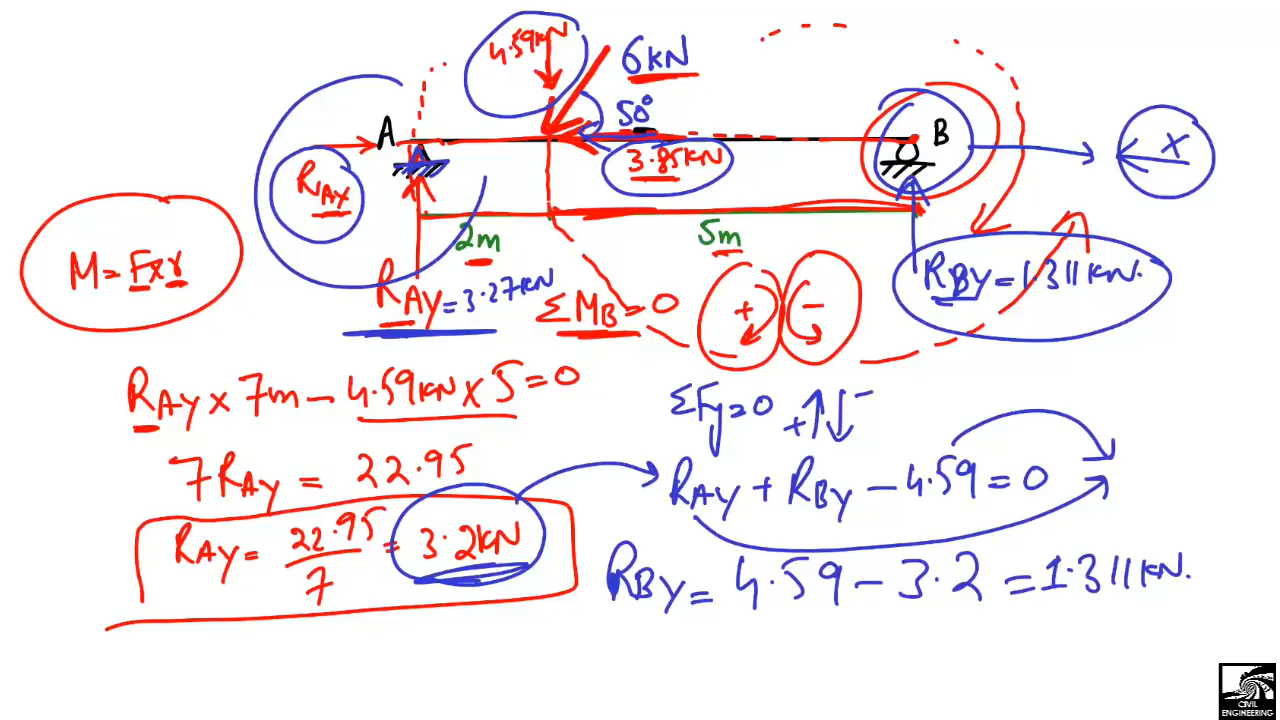 4.59kN
6kN
50°
A
B
3.85kN
X
RAX
2m
5m
M = F x r
RAY = 3.27kN
ΣMB = 0
+
−
RBY = 1.311kN.
RAY x 7m − 4.59kN x 5 = 0
ΣFy = 0 + −
7RAY = 22.95
RAY + RBY − 4.59 = 0
RAY = 22.95/7 = 3.2kN
RBY = 4.59 − 3.2 = 1.311kN.
CIVIL
ENGINEERING